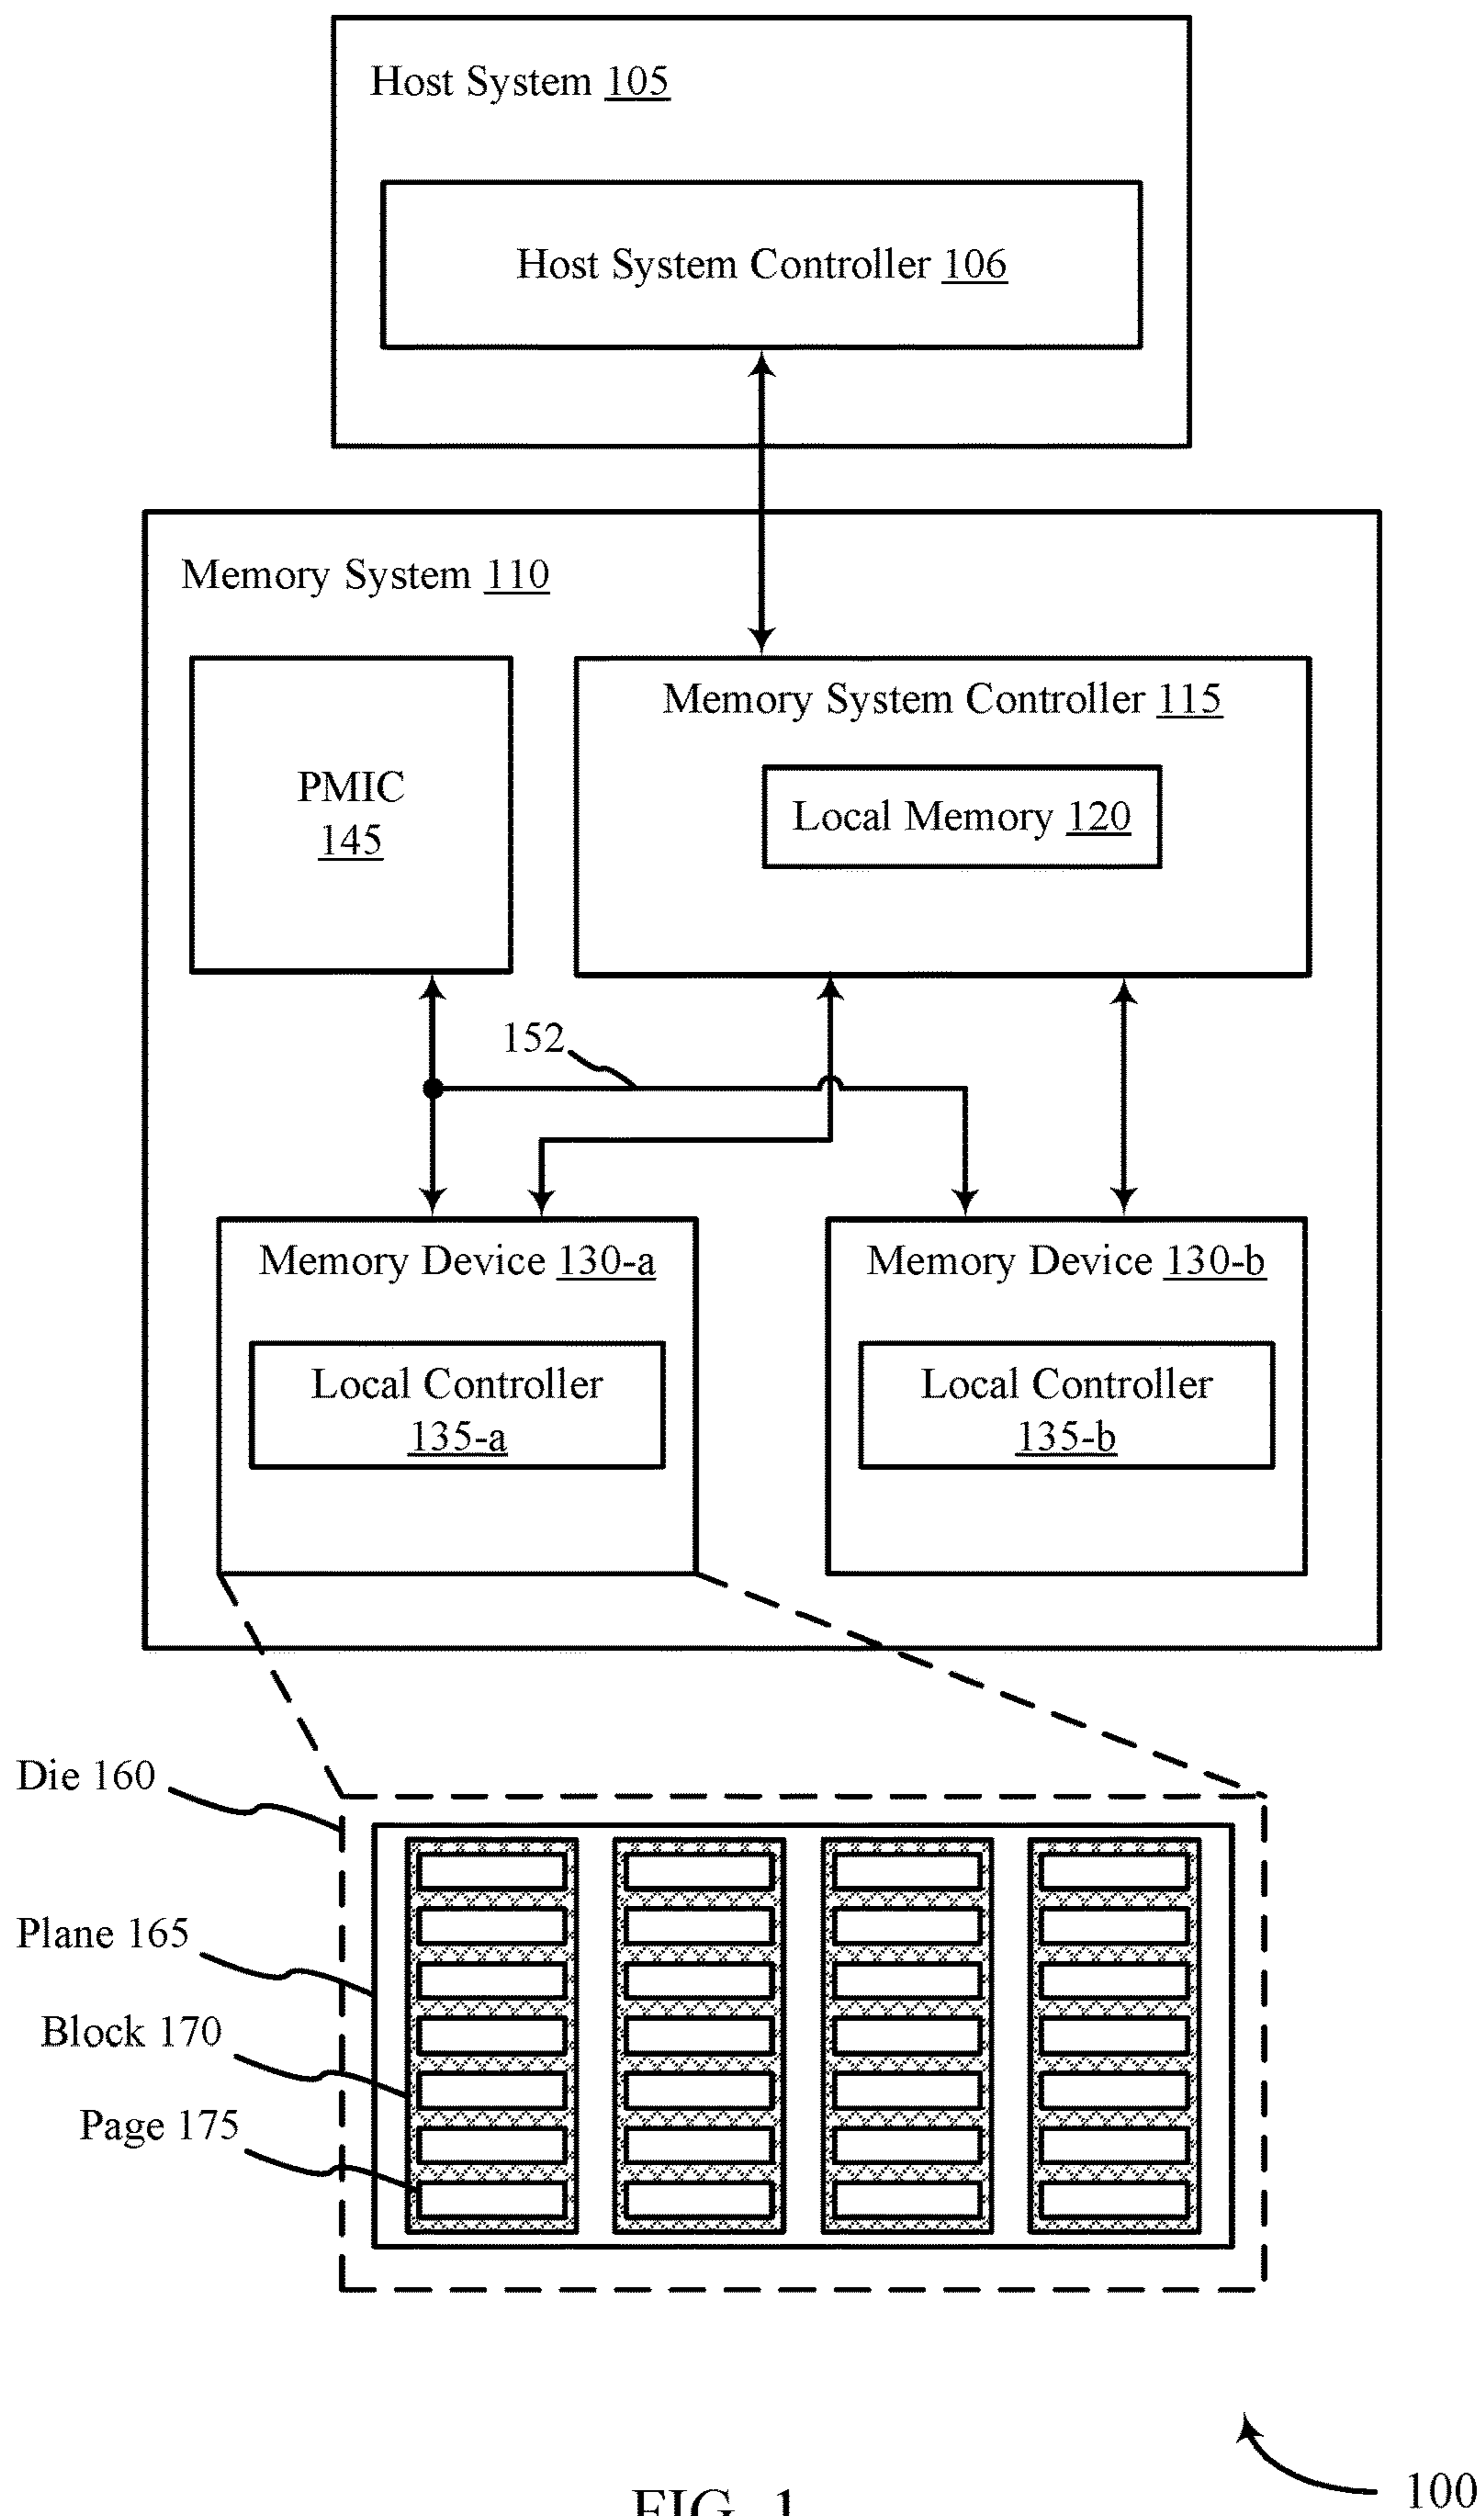 Host System 105
Host System Controller 106
Memory System 110
PMIC
145
Memory System Controller 115
Local Memory 120
152
Memory Device 130-a
Local Controller
135-a
Memory Device 130-b
Local Controller
135-b
Die 160
Plane 165
Block 170
Page 175
100
FIG. 1